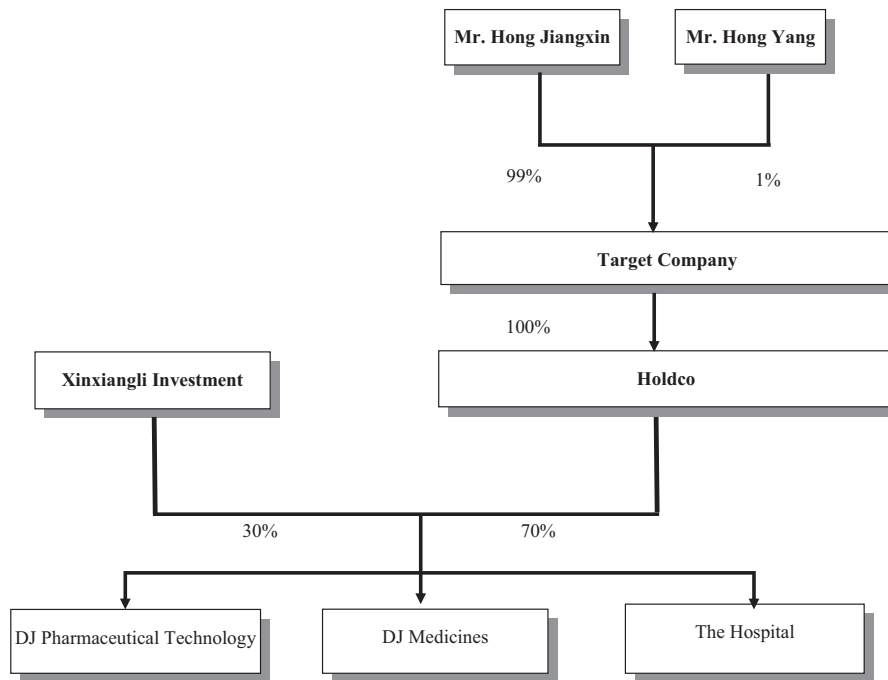 Mr. Hong Jiangxin
Mr. Hong Yang
99%
1%
Target Company
100%
Xinxiangli Investment
Holdco
30%
70%
DJ Pharmaceutical Technology
DJ Medicines
The Hospital